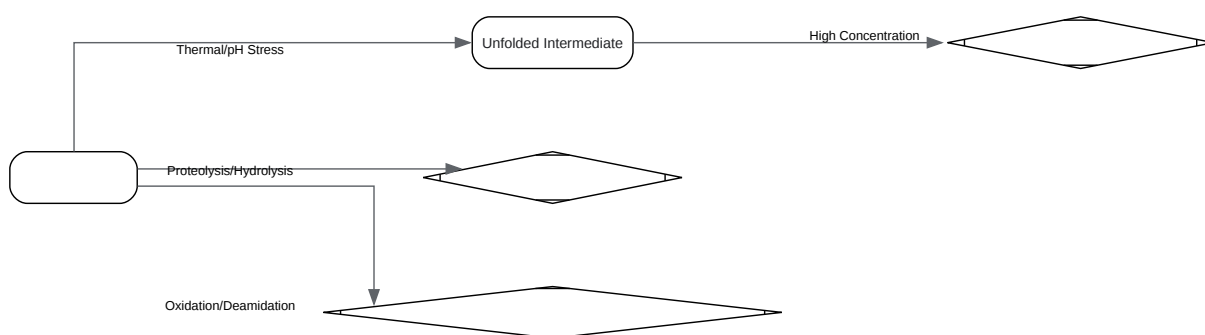 Thermal/pH Stress
Unfolded Intermediate
High Concentration
Proteolysis/Hydrolysis
Oxidation/Deamidation